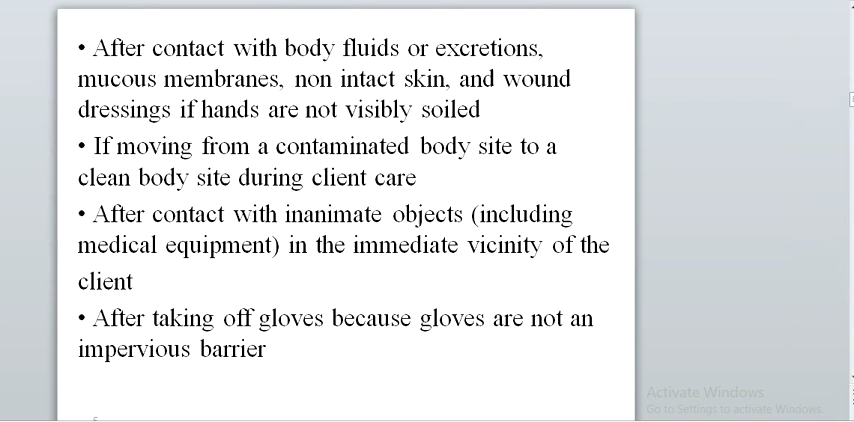 • After contact with body fluids or excretions,
mucous membranes, non intact skin, and wound
dressings if hands are not visibly soiled
• If moving from a contaminated body site to a
clean body site during client care
• After contact with inanimate objects (including
medical equipment) in the immediate vicinity of the
client
• After taking off gloves because gloves are not an
impervious barrier
Activate Windows
Go to Settings to activate Windows.